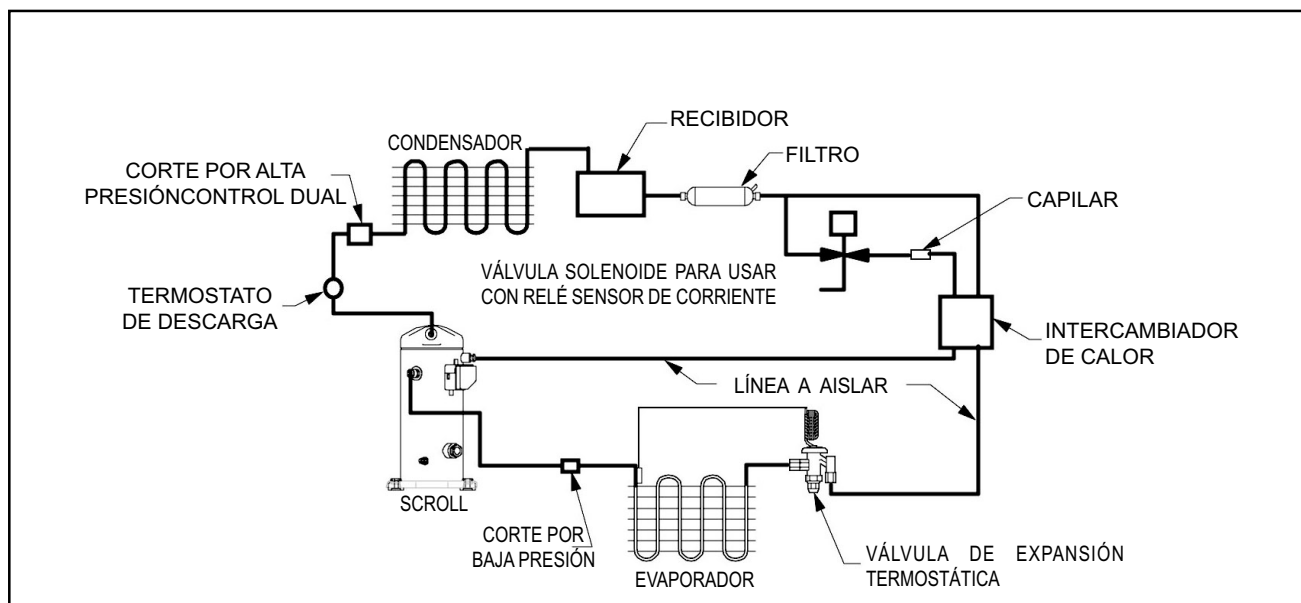 RECIBIDOR
CONDENSADOR
FILTRO
CORTE POR ALTA
PRESIÓNCONTROL DUAL
CAPILAR
VÁLVULA SOLENOIDE PARA USAR
CON RELÉ SENSOR DE CORRIENTE
TERMOSTATO
DE DESCARGA
INTERCAMBIADOR
DE CALOR
LÍNEA A AISLAR
SCROLL
CORTE POR
BAJA PRESIÓN
EVAPORADOR
VÁLVULA DE EXPANSIÓN
TERMOSTÁTICA